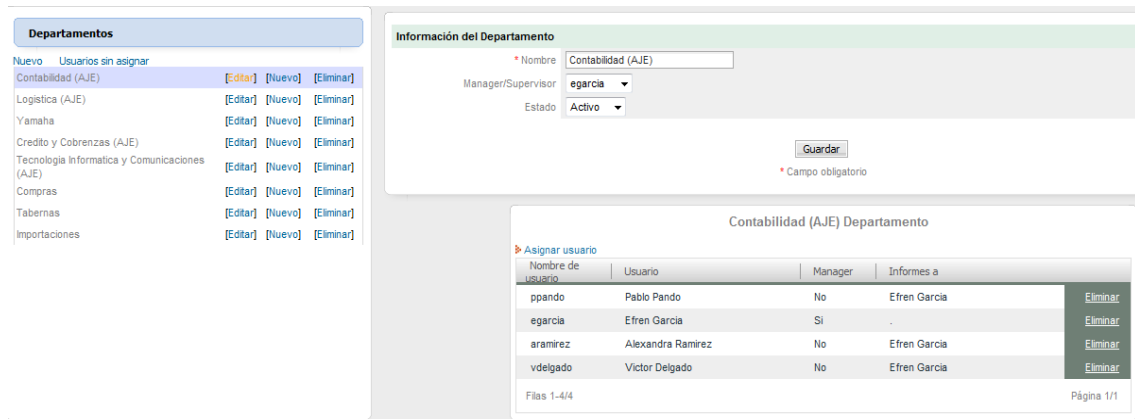 Departamentos
Nuevo Usuarios sin asignar
Contabilidad (AJE) [Editar] [Nuevo] [Eliminar]
Logistica (AJE) [Editar] [Nuevo] [Eliminar]
Yamaha [Editar] [Nuevo] [Eliminar]
Credito y Cobrenzas (AJE) [Editar] [Nuevo] [Eliminar]
Tecnologia Informatica y Comunicaciones
(AJE) [Editar] [Nuevo] [Eliminar]
Compras [Editar] [Nuevo] [Eliminar]
Tabernas [Editar] [Nuevo] [Eliminar]
Importaciones [Editar] [Nuevo] [Eliminar]
Información del Departamento
* Nombre Contabilidad (AJE)
Manager/Supervisor egarcia
Estado Activo
Guardar
* Campo obligatorio
Contabilidad (AJE) Departamento
Asignar usuario
Nombre de usuario Usuario Manager Informes a
ppando Pablo Pando No Efren Garcia Eliminar
egarcia Efren Garcia Si . Eliminar
aramirez Alexandra Ramirez No Efren Garcia Eliminar
vdelgado Victor Delgado No Efren Garcia Eliminar
Filas 1-4/4 Página 1/1